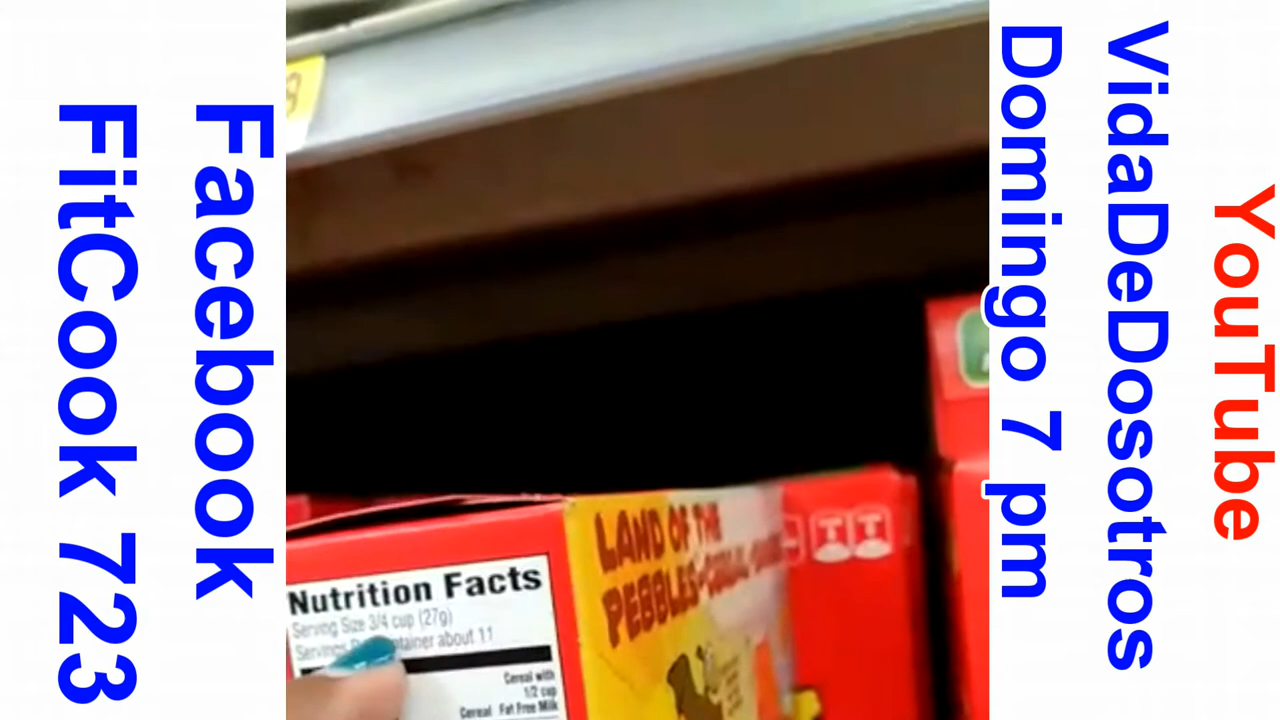 Facebook
FitCook 723
YouTube
VidaDeDosotros
Domingo 7 pm
Nutrition Facts
Serving Size 3/4 cup (27g)
Servings container about 11
Cereal with
1/2 cup
Cereal Fat Free Milk
LAND OF THE
PEBBLES